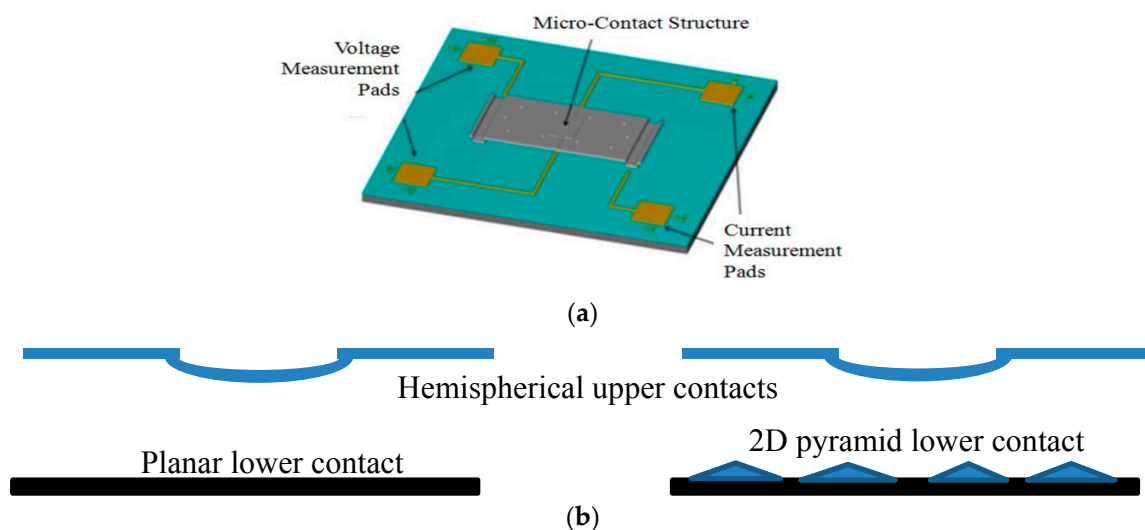 Micro-Contact Structure
Voltage
Measurement
Pads
Current
Measurement
Pads
(a)
Hemispherical upper contacts
Planar lower contact
2D pyramid lower contact
(b)